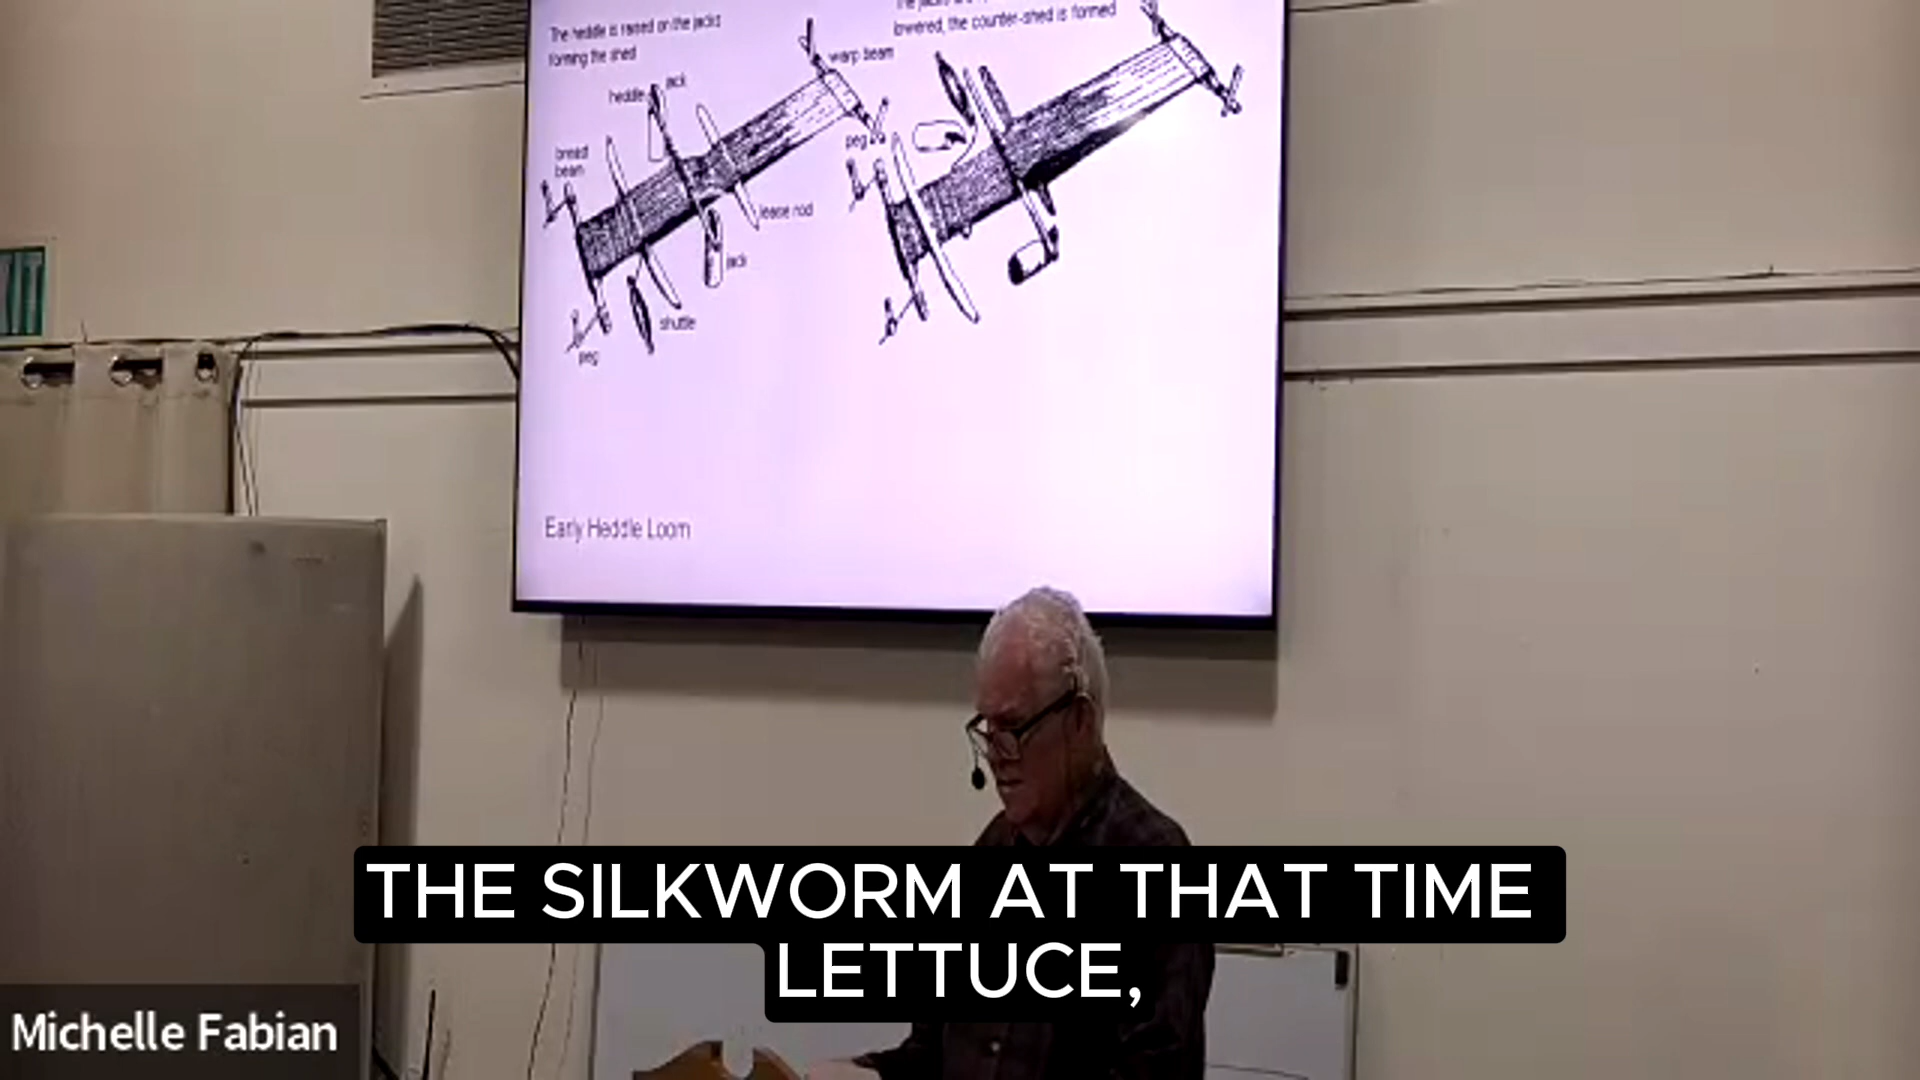 The heddle is raised on the jacks
forming the shed
lowered, the counter-shed is formed
warp beam
jack
heddle
breast
beam
peg
lease rod
jack
shuttle
peg
Early Heddle Loom
THE SILKWORM AT THAT TIME
LETTUCE,
Michelle Fabian